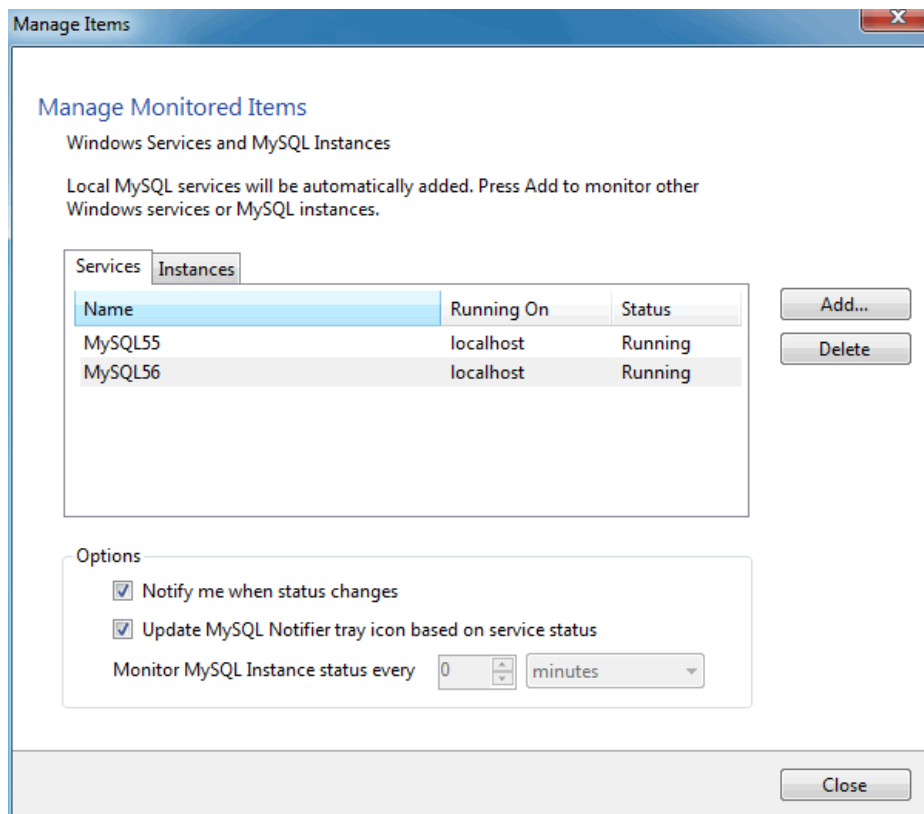 Manage Items
Manage Monitored Items
Windows Services and MySQL Instances
Local MySQL services will be automatically added. Press Add to monitor other
Windows services or MySQL instances.
Services Instances
Name Running On Status
MySQL55 localhost Running
MySQL56 localhost Running
Add...
Delete
Options
Notify me when status changes
Update MySQL Notifier tray icon based on service status
Monitor MySQL Instance status every 0 minutes
Close